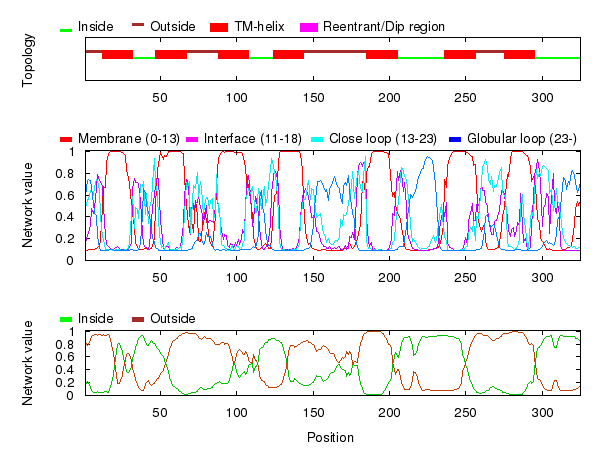 Inside Outside TM-helix Reentrant/Dip region
Topology
50 100 150 200 250 300
Membrane (0-13) Interface (11-18) Close loop (13-23) Globular loop (23-)
Network value
1
0.8
0.6
0.4
0.2
0
50 100 150 200 250 300
Inside Outside
Network value
1
0.8
0.6
0.4
0.2
0
50 100 150 200 250 300
Position